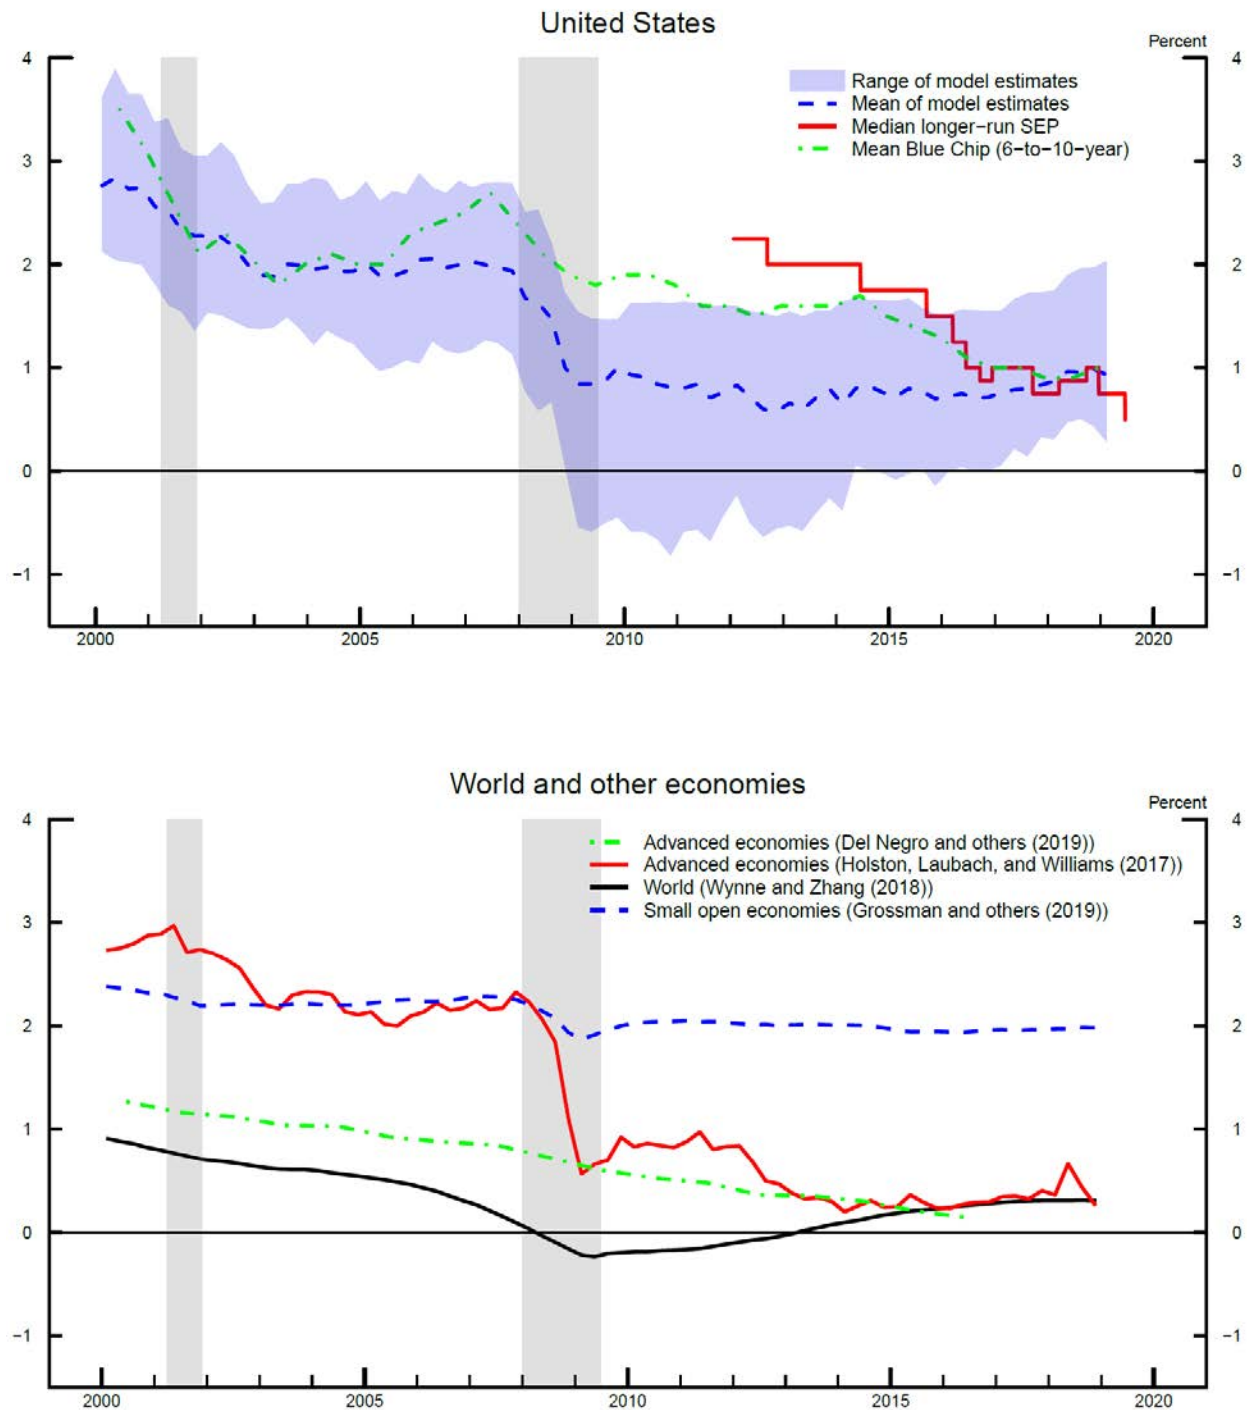 United States
Percent
4 4
Range of model estimates
Mean of model estimates
Median longer−run SEP
Mean Blue Chip (6−to−10−year)
3 3
2 2
1 1
0 0
−1 −1
2000 2005 2010 2015 2020
World and other economies
Percent
4 4
Advanced economies (Del Negro and others (2019))
Advanced economies (Holston, Laubach, and Williams (2017))
World (Wynne and Zhang (2018))
Small open economies (Grossman and others (2019))
3 3
2 2
1 1
0 0
−1 −1
2000 2005 2010 2015 2020